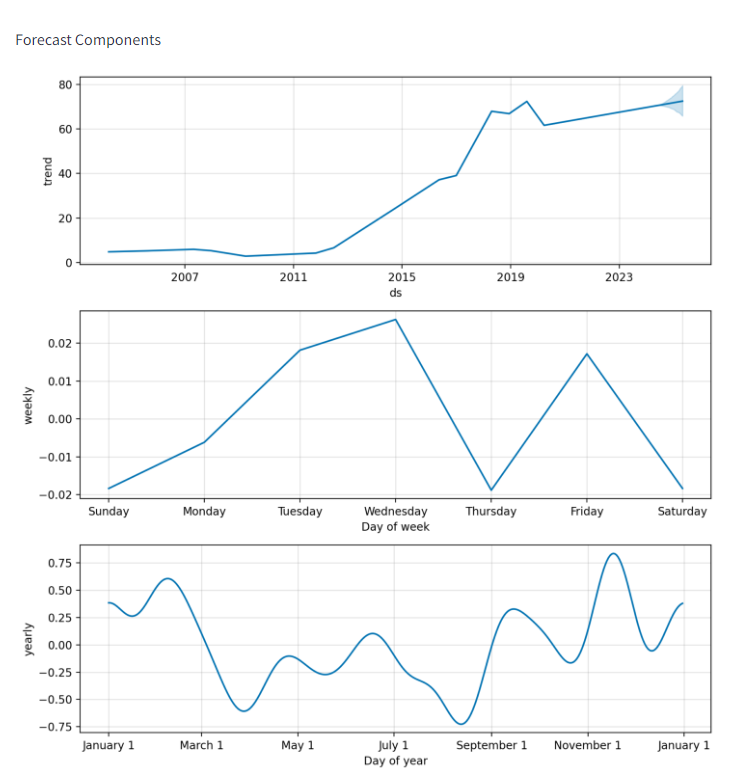 Forecast Components
80
60
40
20
0
trend
2007 2011 2015 2019 2023
ds
0.02
0.01
0.00
−0.01
−0.02
weekly
Sunday Monday Tuesday Wednesday Thursday Friday Saturday
Day of week
0.75
0.50
0.25
0.00
−0.25
−0.50
−0.75
yearly
January 1 March 1 May 1 July 1 September 1 November 1 January 1
Day of year